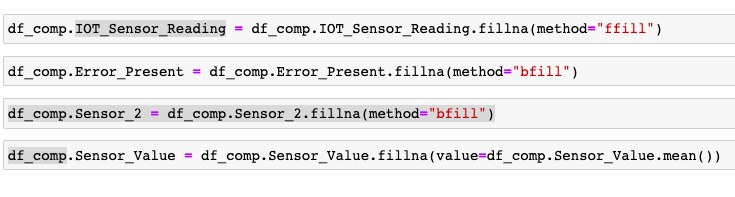 df_comp.IOT_Sensor_Reading = df_comp.IOT_Sensor_Reading.fillna(method="ffill")
df_comp.Error_Present = df_comp.Error_Present.fillna(method="bfill")
df_comp.Sensor_2 = df_comp.Sensor_2.fillna(method="bfill")
df_comp.Sensor_Value = df_comp.Sensor_Value.fillna(value=df_comp.Sensor_Value.mean())